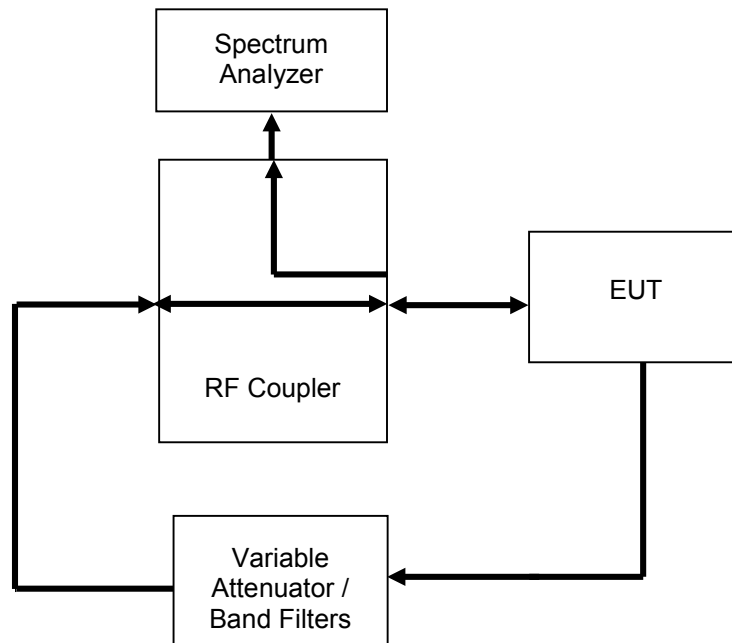 Spectrum
Analyzer
EUT
RF Coupler
Variable
Attenuator /
Band Filters